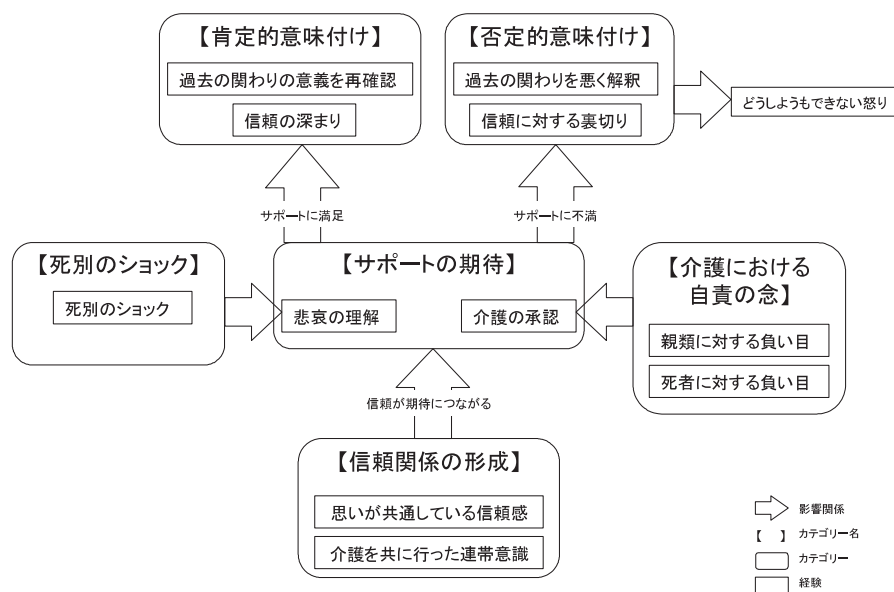 【肯定的意味付け】
過去の関わりの意義を再確認
信頼の深まり
【否定的意味付け】
過去の関わりを悪く解釈
信頼に対する裏切り
どうしようもできない怒り
サポートに満足
サポートに不満
【死別のショック】
死別のショック
【サポートの期待】
悲哀の理解
介護の承認
【介護における
自責の念】
親類に対する負い目
死者に対する負い目
信頼が期待につながる
【信頼関係の形成】
思いが共通している信頼感
介護を共に行った連帯意識
影響関係
【 】 カテゴリー名
カテゴリー
経験